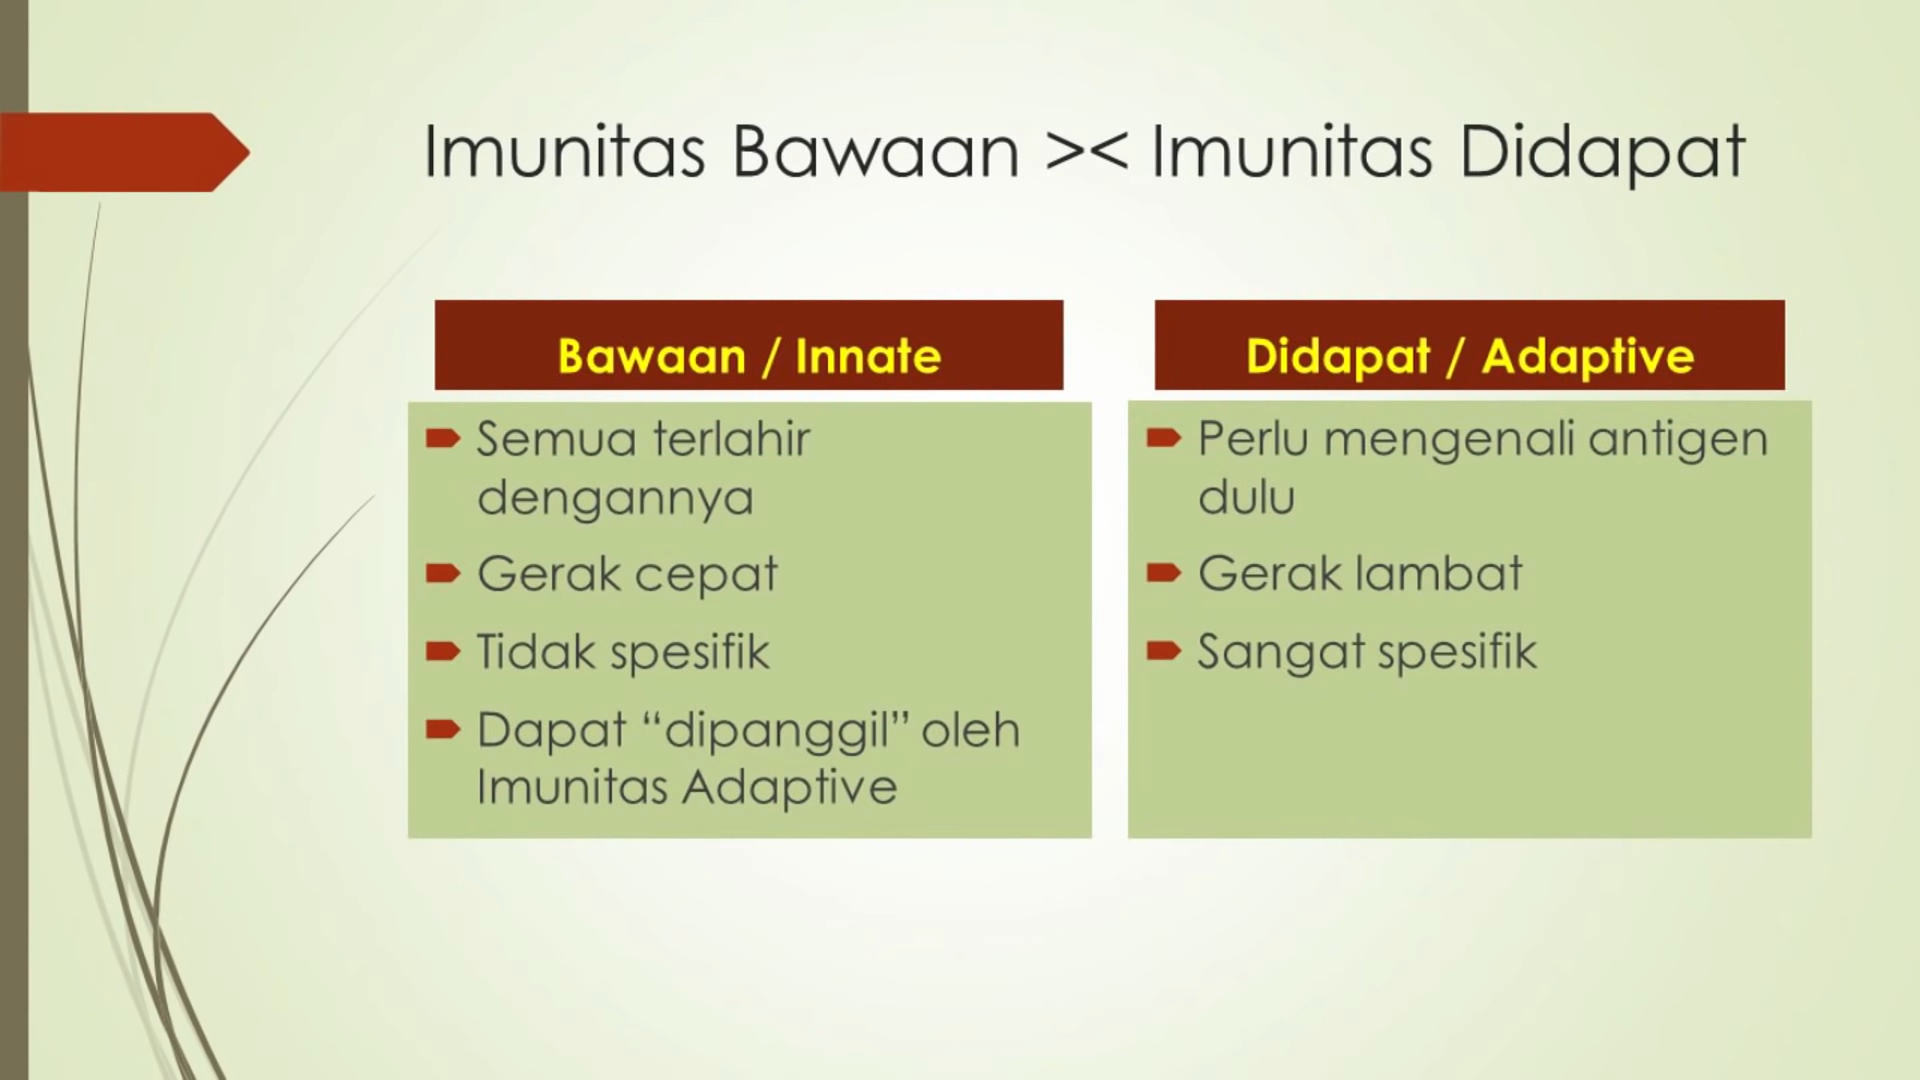 Imunitas Bawaan >< Imunitas Didapat
Bawaan / Innate
Semua terlahir
dengannya
Gerak cepat
Tidak spesifik
Dapat “dipanggil” oleh
Imunitas Adaptive
Didapat / Adaptive
Perlu mengenali antigen
dulu
Gerak lambat
Sangat spesifik